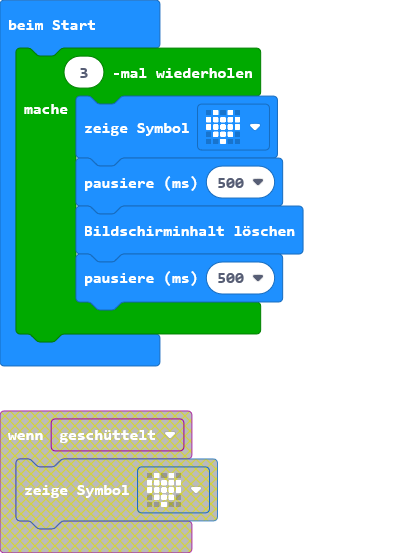 beim Start
3 -mal wiederholen
mache
zeige Symbol
pausiere (ms) 500
Bildschirminhalt löschen
pausiere (ms) 500
wenn geschüttelt
zeige Symbol